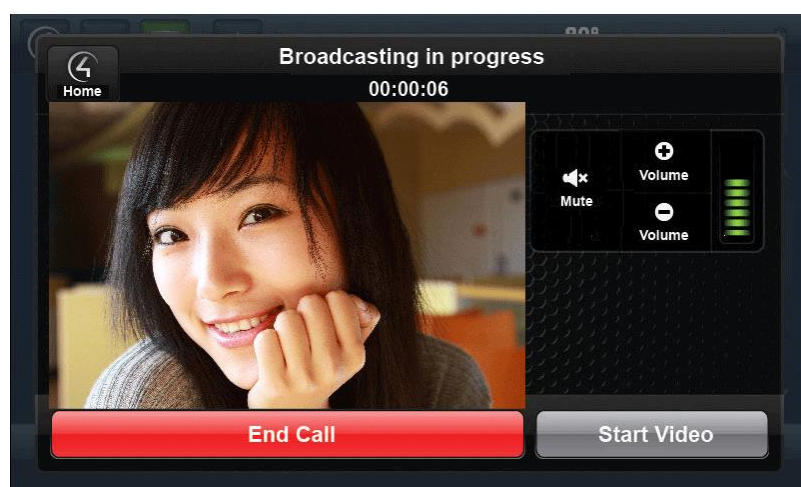 Broadcasting in progress
Home
00:00:06
Mute
Volume
Volume
End Call
Start Video